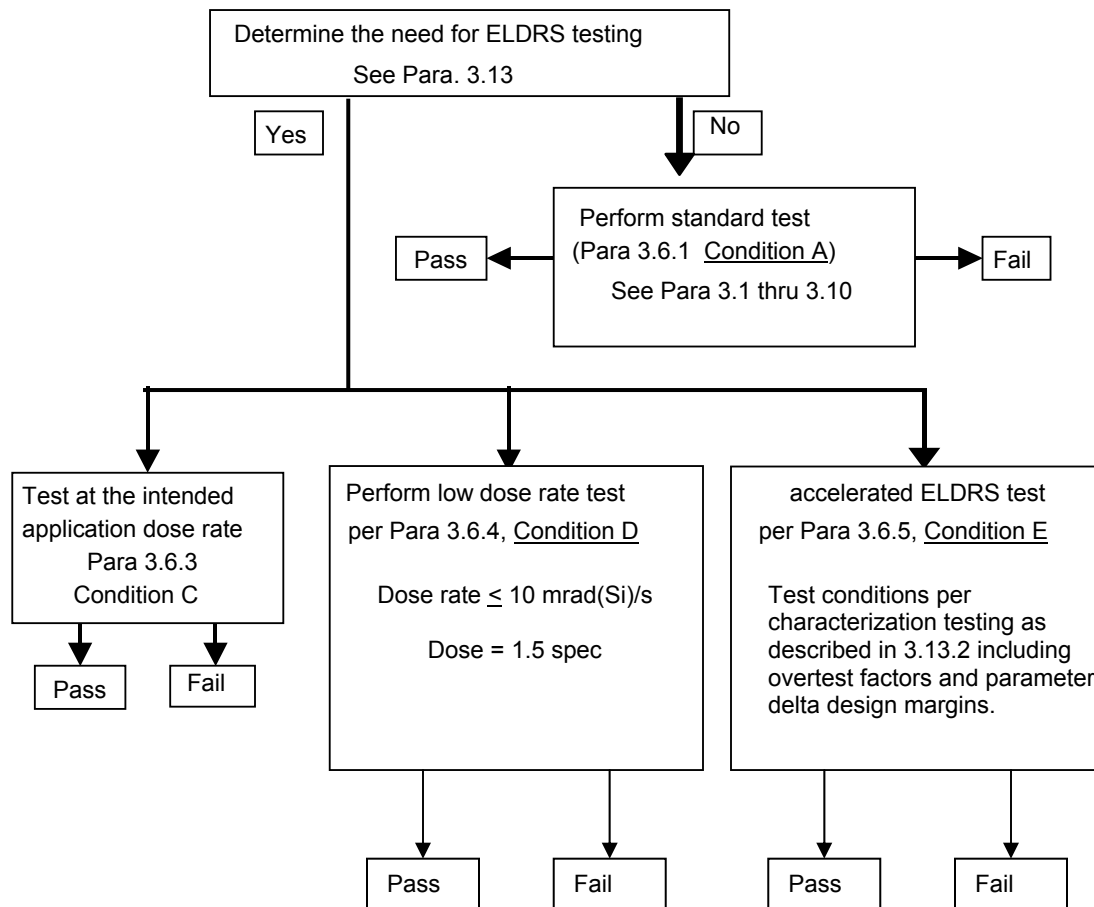 Determine the need for ELDRS testing
See Para. 3.13
Yes
No
Perform standard test
(Para 3.6.1 Condition A)
See Para 3.1 thru 3.10
Pass
Fail
Test at the intended
application dose rate
Para 3.6.3
Condition C
Pass
Fail
Perform low dose rate test
per Para 3.6.4, Condition D
Dose rate ≤ 10 mrad(Si)/s
Dose = 1.5 spec
Pass
Fail
accelerated ELDRS test
per Para 3.6.5, Condition E
Test conditions per
characterization testing as
described in 3.13.2 including
overtest factors and parameter
delta design margins.
Pass
Fail